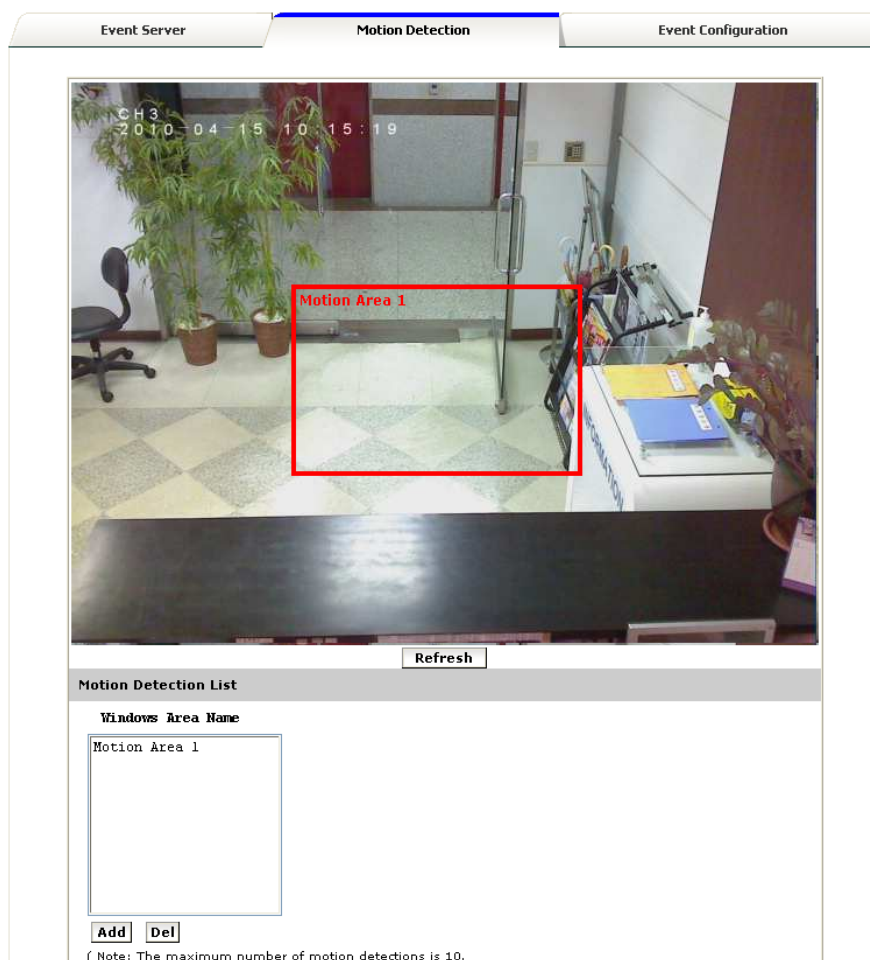 Event Server
Motion Detection
Event Configuration
CH3
2010-04-15 10:15:19
Motion Area 1
INFORMATION
Refresh
Motion Detection List
Windows Area Name
Motion Area 1
Add Del
( Note: The maximum number of motion detections is 10.